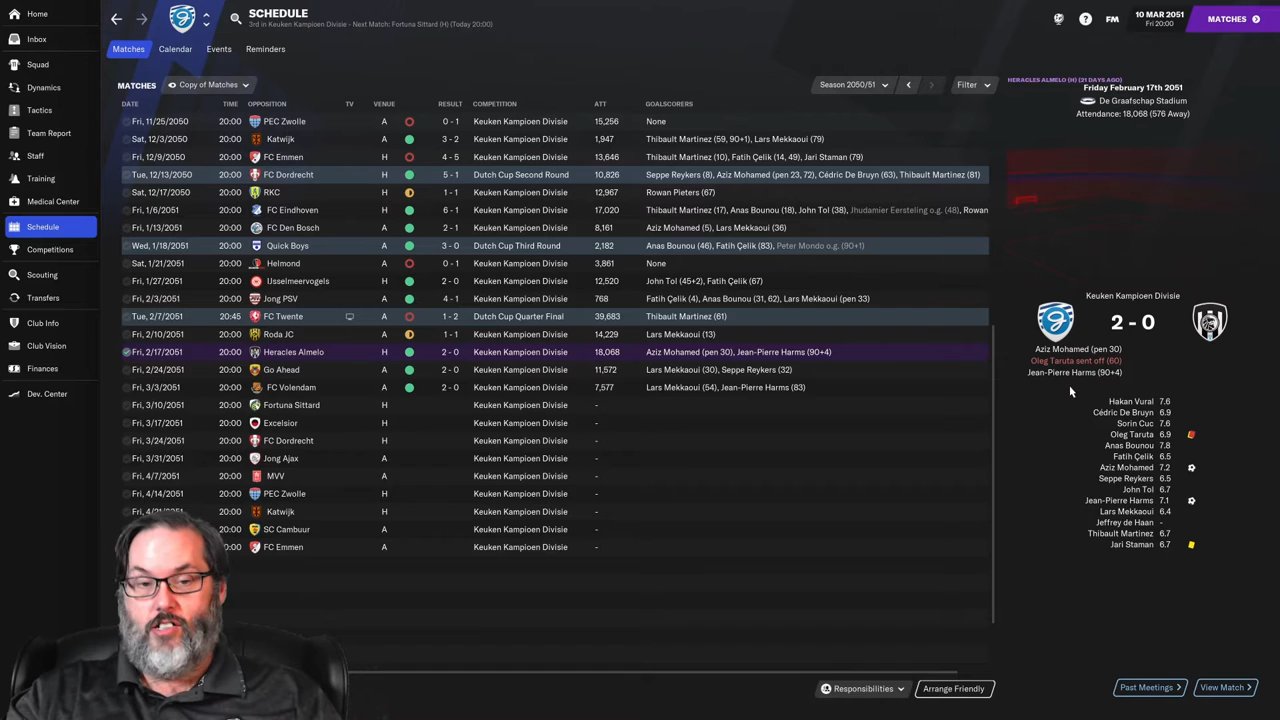 Home
Inbox
Squad
Dynamics
Tactics
Team Report
Staff
Training
Medical Center
Schedule
Competitions
Scouting
Transfers
Club Info
Club Vision
Finances
Dev. Center
SCHEDULE
3rd in Keuken Kampioen Divisie - Next Match: Fortuna Sittard (H) (Today 20:00)
FM
10 MAR 2051
Fri 20:00
MATCHES
Matches Calendar Events Reminders
MATCHES Copy of Matches Season 2050/51 Filter
DATE TIME OPPOSITION TV VENUE RESULT COMPETITION ATT GOALSCORERS
Fri, 11/25/2050 20:00 PEC Zwolle A 0 - 1 Keuken Kampioen Divisie 15,256 None
Sat, 12/3/2050 20:00 Katwijk A 3 - 2 Keuken Kampioen Divisie 1,947 Thibault Martinez (59, 90+1), Lars Mekkaoui (79)
Fri, 12/9/2050 20:00 FC Emmen H 4 - 5 Keuken Kampioen Divisie 13,646 Thibault Martinez (10), Fatih Çelik (14, 49), Jari Staman (79)
Tue, 12/13/2050 20:00 FC Dordrecht H 5 - 1 Dutch Cup Second Round 10,826 Seppe Reykers (8), Aziz Mohamed (pen 23, 72), Cédric De Bruyn (63), Thibault Martinez (81)
Sat, 12/17/2050 20:00 RKC H 1 - 1 Keuken Kampioen Divisie 12,967 Rowan Pieters (67)
Fri, 1/6/2051 20:00 FC Eindhoven H 6 - 1 Keuken Kampioen Divisie 17,020 Thibault Martinez (17), Anas Bounou (18), John Tol (38), Jhudamier Eersteling o.g. (48), Rowan
Fri, 1/13/2051 20:00 FC Den Bosch A 2 - 1 Keuken Kampioen Divisie 8,161 Aziz Mohamed (5), Lars Mekkaoui (36)
Wed, 1/18/2051 20:00 Quick Boys A 3 - 0 Dutch Cup Third Round 2,182 Anas Bounou (46), Fatih Çelik (83), Peter Mondo o.g. (90+1)
Sat, 1/21/2051 20:00 Helmond A 0 - 1 Keuken Kampioen Divisie 3,861 None
Fri, 1/27/2051 20:00 IJsselmeervogels H 2 - 0 Keuken Kampioen Divisie 12,520 John Tol (45+2), Fatih Çelik (67)
Fri, 2/3/2051 20:00 Jong PSV A 4 - 1 Keuken Kampioen Divisie 768 Fatih Çelik (4), Anas Bounou (31, 62), Lars Mekkaoui (pen 33)
Tue, 2/7/2051 20:45 FC Twente A 1 - 2 Dutch Cup Quarter Final 39,683 Thibault Martinez (61)
Fri, 2/10/2051 20:00 Roda JC A 1 - 1 Keuken Kampioen Divisie 14,229 Lars Mekkaoui (13)
Fri, 2/17/2051 20:00 Heracles Almelo H 2 - 0 Keuken Kampioen Divisie 18,068 Aziz Mohamed (pen 30), Jean-Pierre Harms (90+4)
Fri, 2/24/2051 20:00 Go Ahead A 2 - 0 Keuken Kampioen Divisie 11,572 Lars Mekkaoui (30), Seppe Reykers (32)
Fri, 3/3/2051 20:00 FC Volendam A 2 - 0 Keuken Kampioen Divisie 7,577 Lars Mekkaoui (54), Jean-Pierre Harms (83)
Fri, 3/10/2051 20:00 Fortuna Sittard H Keuken Kampioen Divisie -
Fri, 3/17/2051 20:00 Excelsior H Keuken Kampioen Divisie -
Fri, 3/24/2051 20:00 FC Dordrecht H Keuken Kampioen Divisie -
Fri, 3/31/2051 20:00 Jong Ajax A Keuken Kampioen Divisie -
Fri, 4/7/2051 20:00 MVV A Keuken Kampioen Divisie -
Fri, 4/14/2051 20:00 PEC Zwolle H Keuken Kampioen Divisie -
Fri, 4/21/ 20:00 Katwijk H Keuken Kampioen Divisie -
:00 SC Cambuur A Keuken Kampioen Divisie -
:00 FC Emmen A Keuken Kampioen Divisie -
Responsibilities Arrange Friendly
HERACLES ALMELO (H) (21 DAYS AGO)
Friday February 17th 2051
De Graafschap Stadium
Attendance: 18,068 (576 Away)
Keuken Kampioen Divisie
2 - 0
Aziz Mohamed (pen 30)
Oleg Taruta sent off (60)
Jean-Pierre Harms (90+4)
Hakan Vural 7.6
Cédric De Bruyn 6.9
Sorin Cuc 7.6
Oleg Taruta 6.9
Anas Bounou 7.8
Fatih Çelik 6.5
Aziz Mohamed 7.2
Seppe Reykers 6.5
John Tol 6.7
Jean-Pierre Harms 7.1
Lars Mekkaoui 6.4
Jeffrey de Haan -
Thibault Martinez 6.7
Jari Staman 6.7
Past Meetings View Match